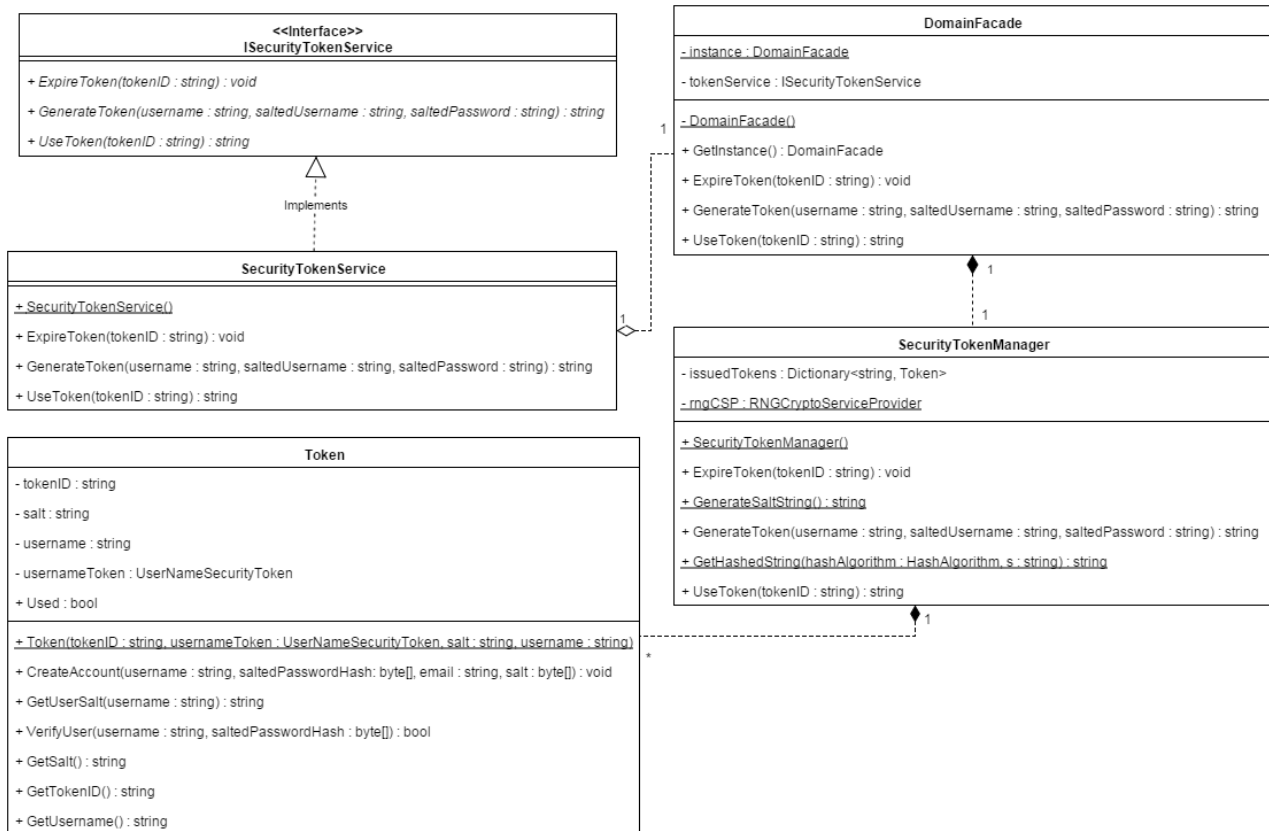 <<Interface>>
ISecurityTokenService
+ ExpireToken(tokenID : string) : void
+ GenerateToken(username : string, saltedUsername : string, saltedPassword : string) : string
+ UseToken(tokenID : string) : string
Implements
SecurityTokenService
+ SecurityTokenService()
+ ExpireToken(tokenID : string) : void
+ GenerateToken(username : string, saltedUsername : string, saltedPassword : string) : string
+ UseToken(tokenID : string) : string
1
1
DomainFacade
- instance : DomainFacade
- tokenService : ISecurityTokenService
- DomainFacade()
+ GetInstance() : DomainFacade
+ ExpireToken(tokenID : string) : void
+ GenerateToken(username : string, saltedUsername : string, saltedPassword : string) : string
+ UseToken(tokenID : string) : string
1
1
SecurityTokenManager
- issuedTokens : Dictionary<string, Token>
- rngCSP : RNGCryptoServiceProvider
+ SecurityTokenManager()
+ ExpireToken(tokenID : string) : void
+ GenerateSaltString() : string
+ GenerateToken(username : string, saltedUsername : string, saltedPassword : string) : string
+ GetHashedString(hashAlgorithm : HashAlgorithm, s : string) : string
+ UseToken(tokenID : string) : string
1
*
Token
- tokenID : string
- salt : string
- username : string
- usernameToken : UserNameSecurityToken
+ Used : bool
+ Token(tokenID : string, usernameToken : UserNameSecurityToken, salt : string, username : string)
+ CreateAccount(username : string, saltedPasswordHash: byte[], email : string, salt : byte[]) : void
+ GetUserSalt(username : string) : string
+ VerifyUser(username : string, saltedPasswordHash : byte[]) : bool
+ GetSalt() : string
+ GetTokenID() : string
+ GetUsername() : string